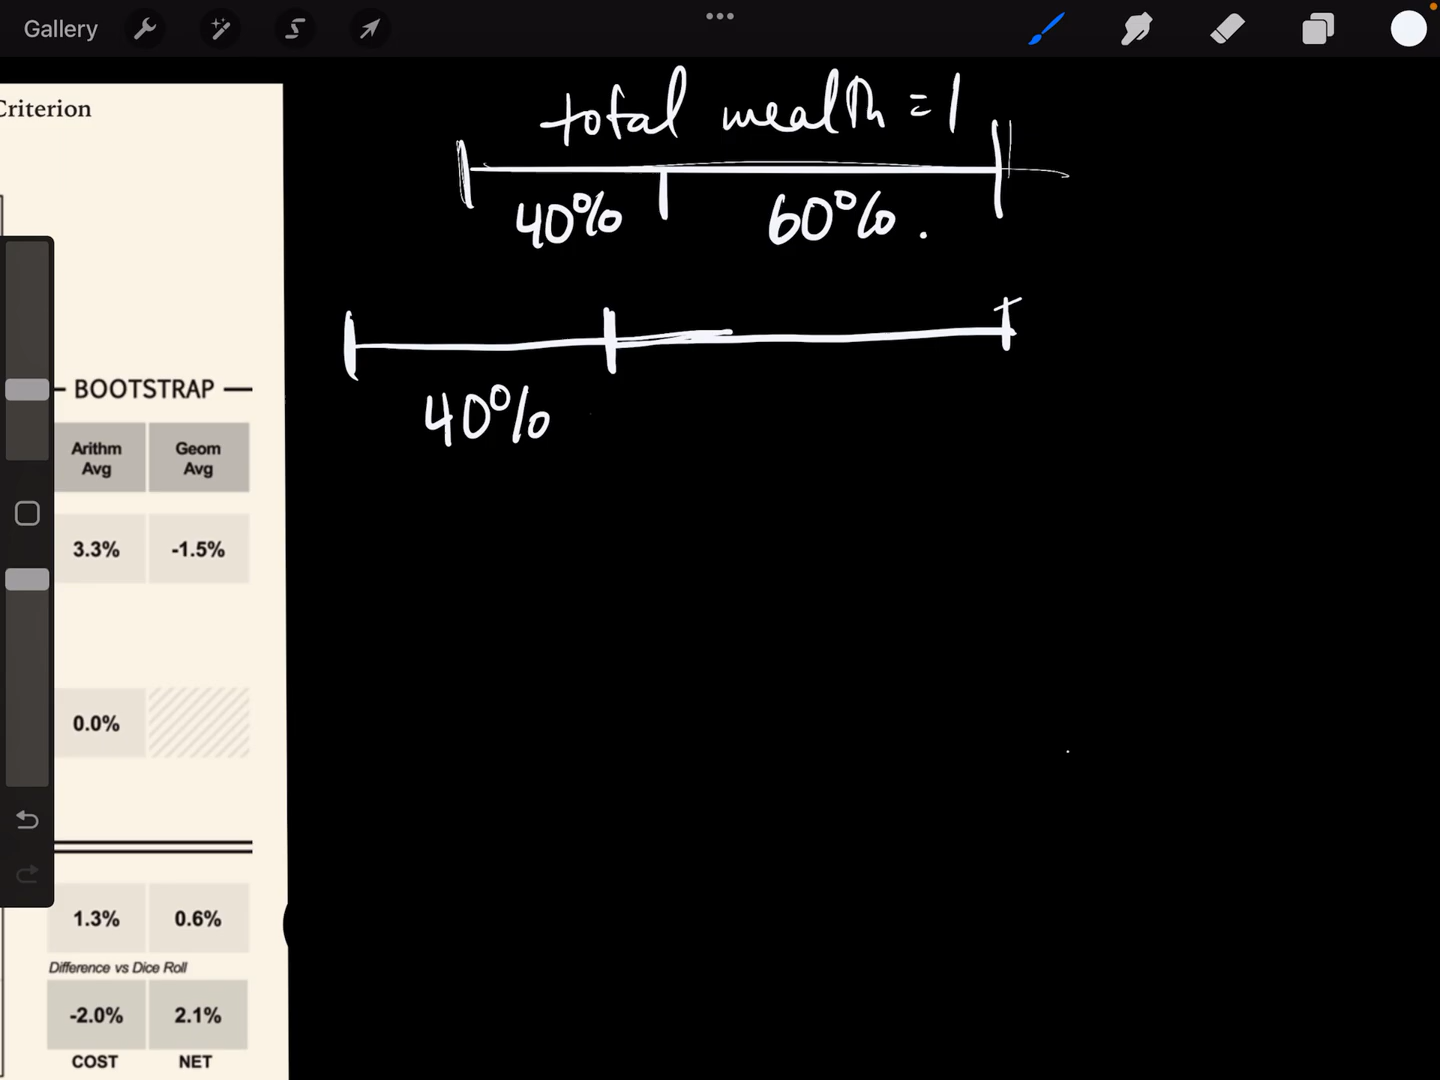 Gallery
Criterion
total wealth = 1
40% 60% .
40%
BOOTSTRAP
Arithm Avg
Geom Avg
3.3% -1.5%
0.0%
1.3% 0.6%
Difference vs Dice Roll
-2.0% 2.1%
COST NET